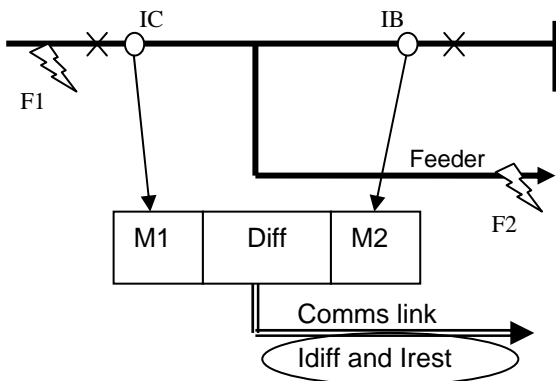 IC
IB
F1
Feeder
F2
M1
Diff
M2
Comms link
Idiff and Irest